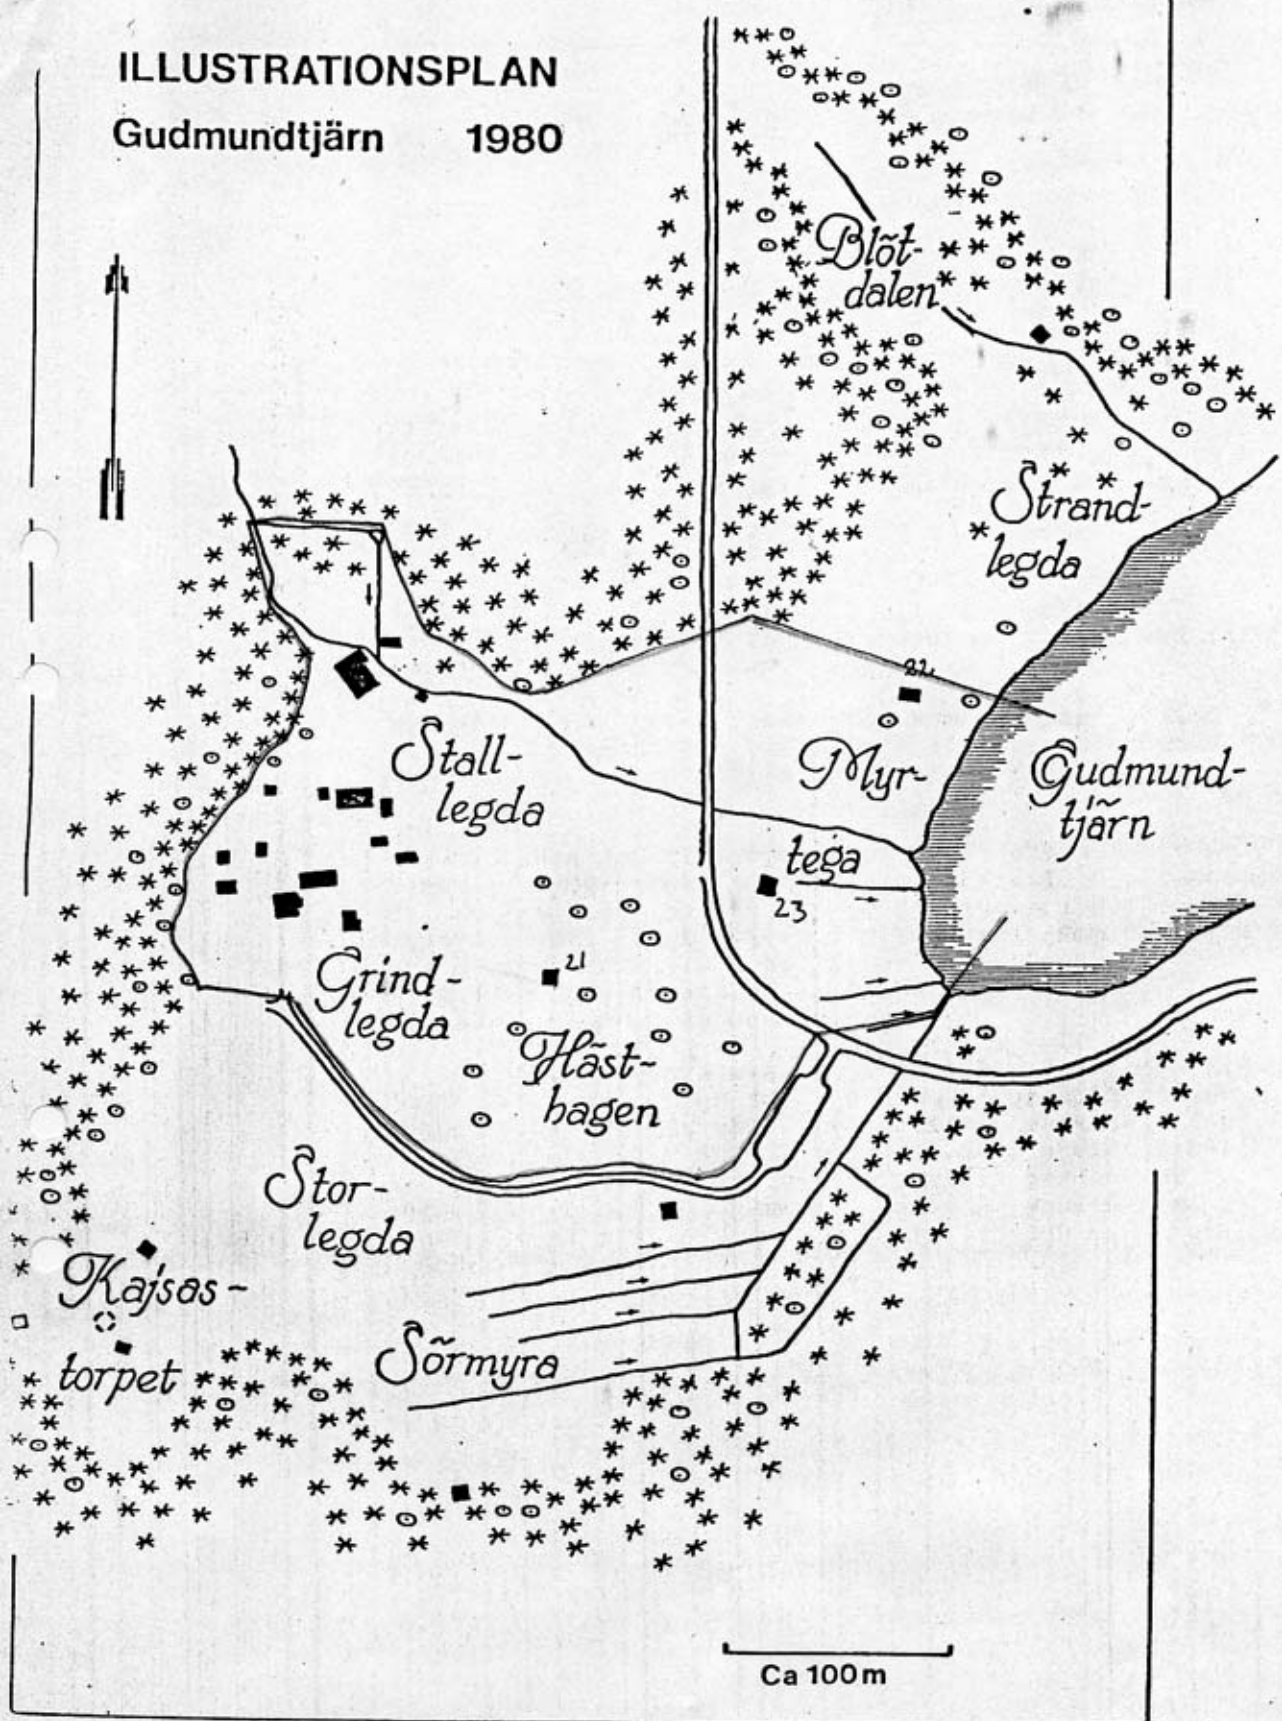 ILLUSTRATIONSPLAN
Gudmundtjärn 1980
Blöt-
dalen
Strand-
legda
22
Stall-
legda
Myr-
tega
23
Gudmund-
tjärn
21
Grind-
legda
Häst-
hagen
Stor-
legda
Kajsas-
torpet
Sörmyra
Ca 100m